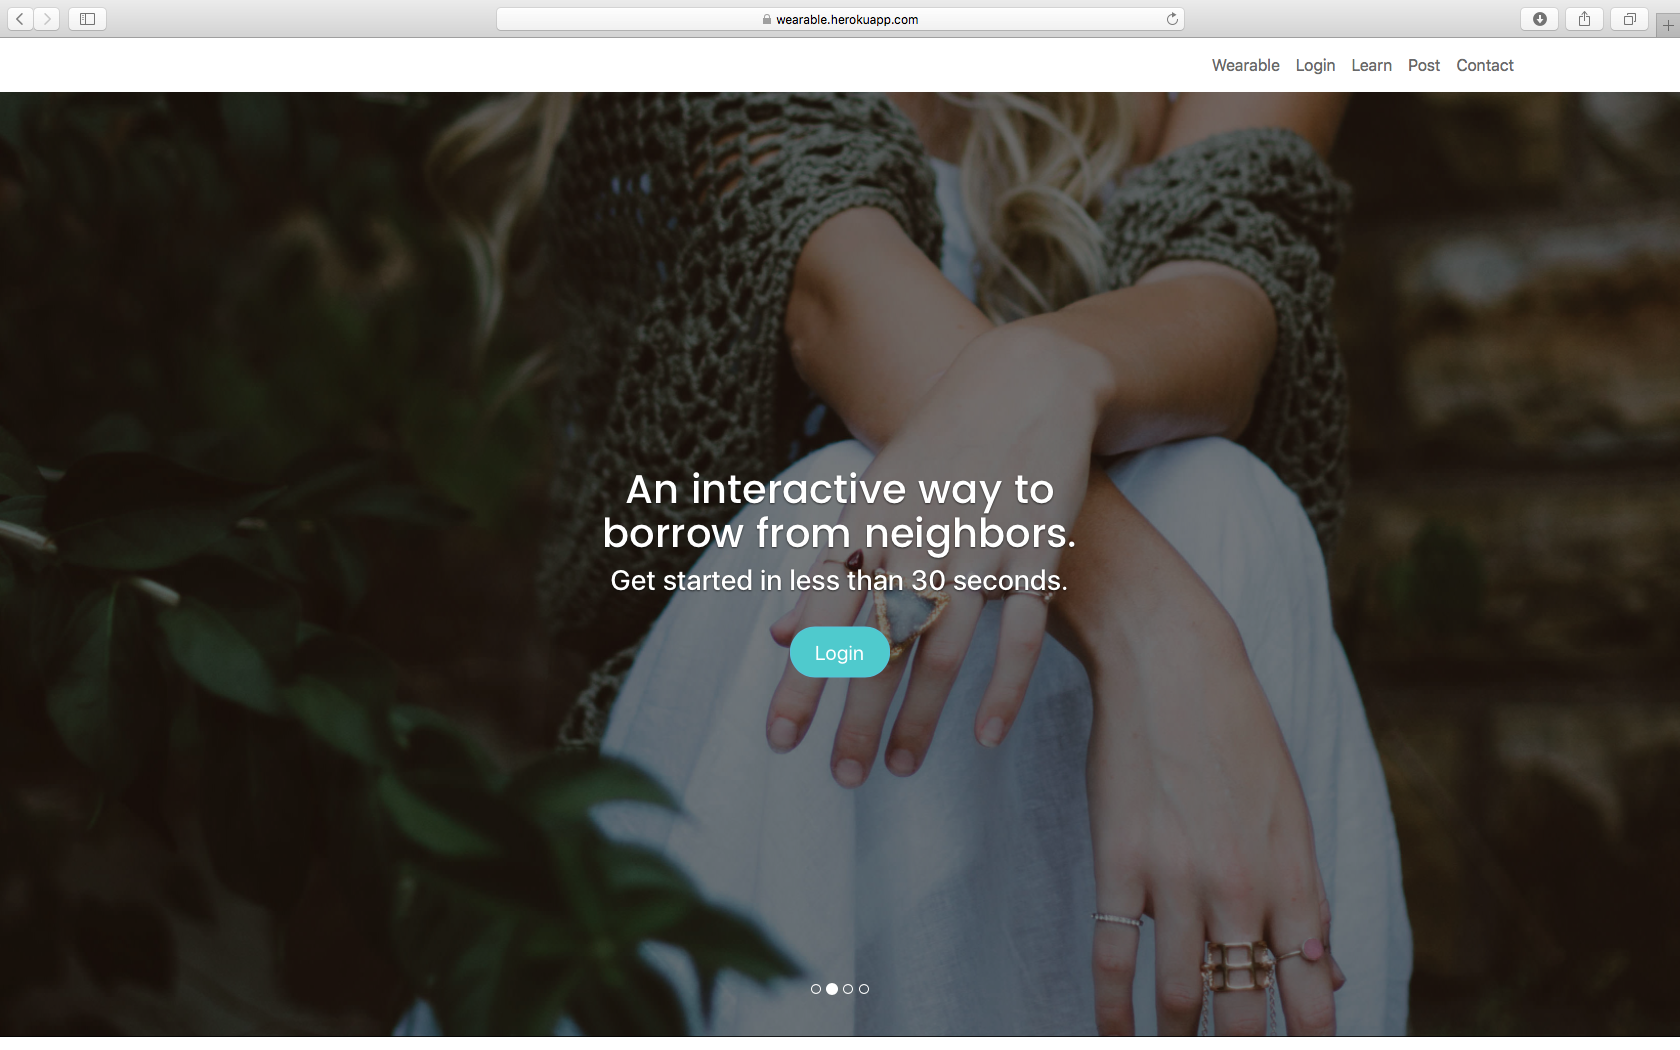 wearable.herokuapp.com
Wearable Login Learn Post Contact
An interactive way to
borrow from neighbors.
Get started in less than 30 seconds.
Login